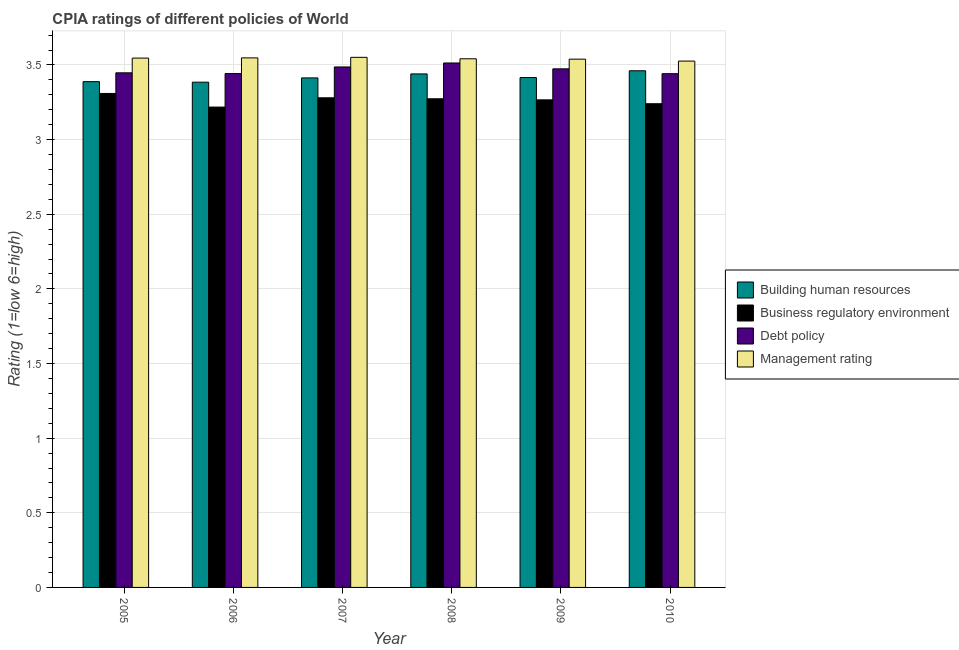 CPIA ratings of different policies of World
Rating (1=low 6=high)
3.5
3
2.5
2
1.5
1
0.5
0
2005
2006
2007
2008
2009
2010
Year
Building human resources
Business regulatory environment
Debt policy
Management rating